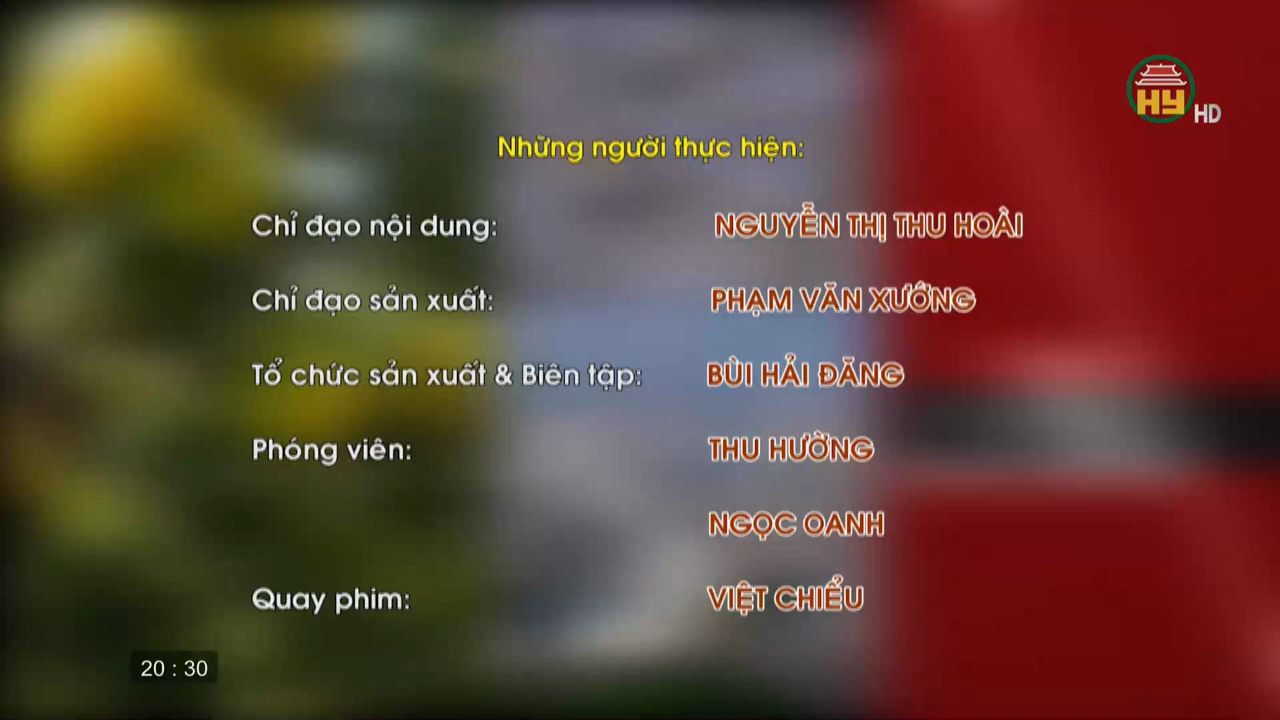 HY HD
Những người thực hiện:
Chỉ đạo nội dung: NGUYỄN THỊ THU HOÀI
Chỉ đạo sản xuất: PHẠM VĂN XƯỚNG
Tổ chức sản xuất & Biên tập: BÙI HẢI ĐĂNG
Phóng viên: THU HƯỜNG
NGỌC OANH
Quay phim: VIỆT CHIỂU
20 : 30